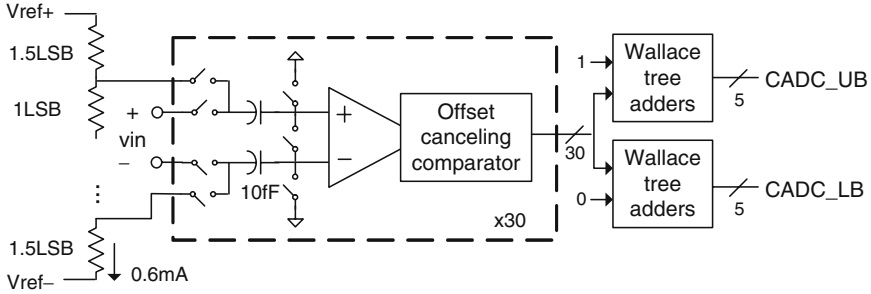 Vref+
1.5LSB
1LSB
+
vin
−
...
1.5LSB
Vref−
0.6mA
10fF
+
−
Offset
canceling
comparator
x30
30
1
Wallace
tree
adders
5
CADC_UB
0
Wallace
tree
adders
5
CADC_LB